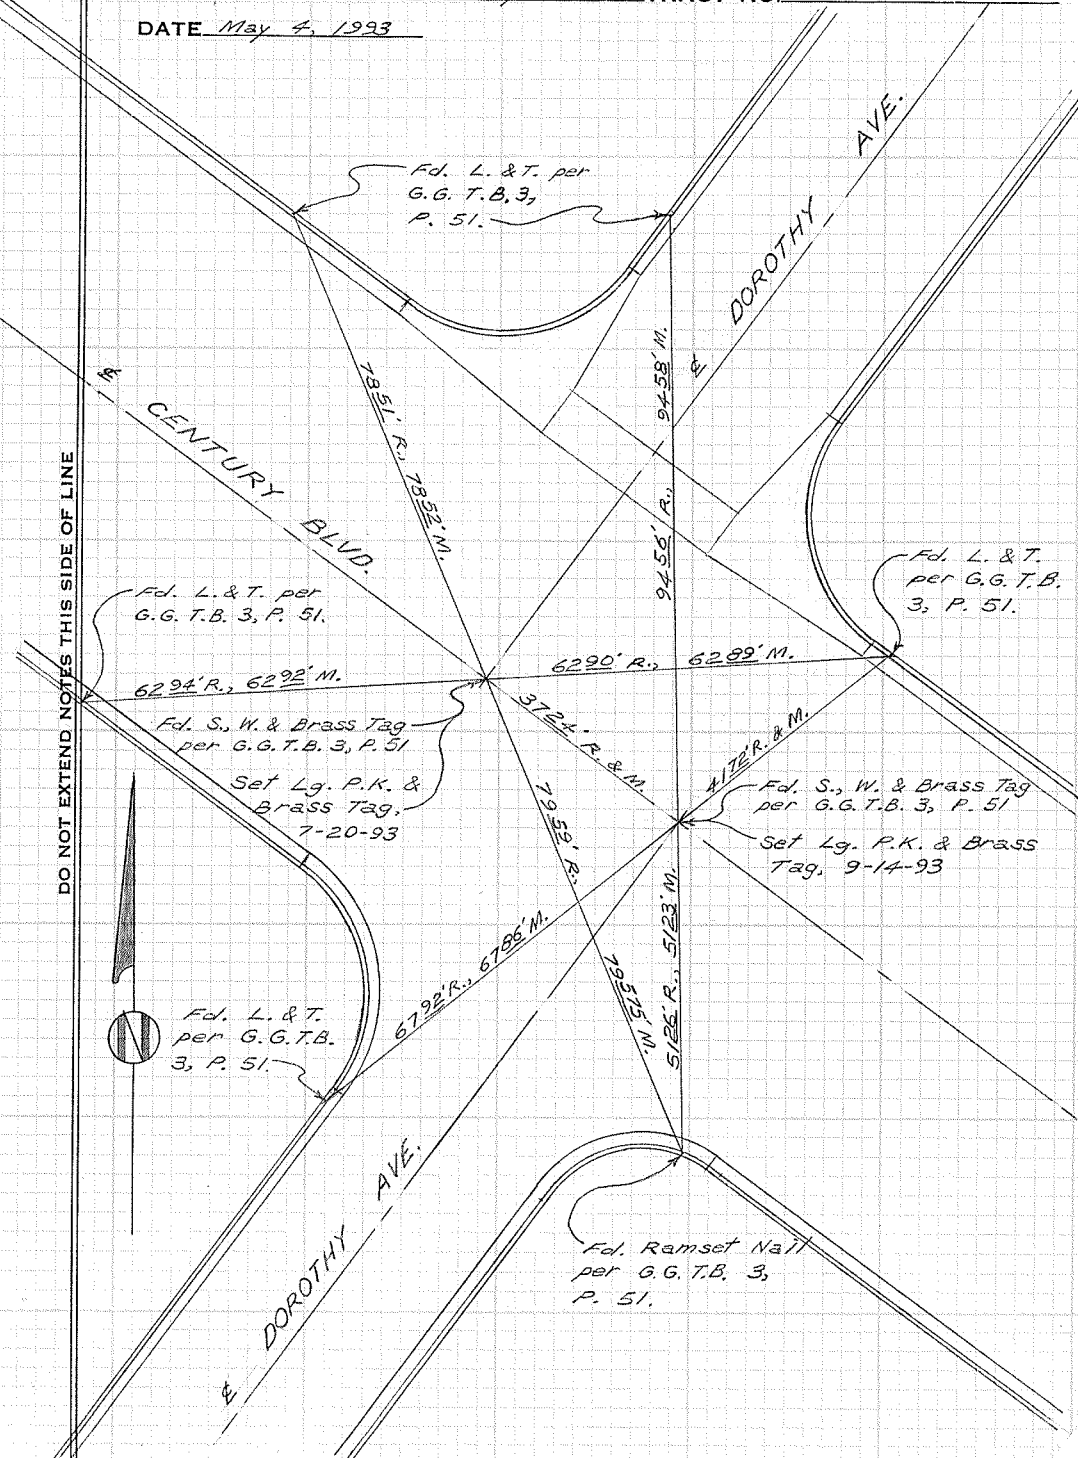 DATE May 4, 1993
Fd. L. & T. per
G.G. T.B. 3,
P. 51.
DOROTHY AVE.
℄
94.56' R., 94.58' M.
78.51' R., 78.52' M.
CENTURY BLVD.
DO NOT EXTEND NOTES THIS SIDE OF LINE
Fd. L. & T. per
G.G. T.B. 3, P. 51.
Fd. L. & T.
per G.G. T.B.
3, P. 51.
62.94' R., 62.92' M.
62.90' R., 62.89' M.
Fd. S., W. & Brass Tag
per G.G.T.B. 3, P. 51
Set Lg. P.K. &
Brass Tag,
7-20-93
37.24' R. & M.
41.72' R. & M.
Fd. S., W. & Brass Tag
per G.G.T.B. 3, P. 51
Set Lg. P.K. & Brass
Tag, 9-14-93
79.59' R.,
79.575' M.
51.26' R., 51.23' M.
67.92' R., 67.86' M.
Fd. L. & T.
per G.G.T.B.
3, P. 51.
℄ DOROTHY AVE.
Fd. Ramset Nail
per G.G. T.B. 3,
P. 51.